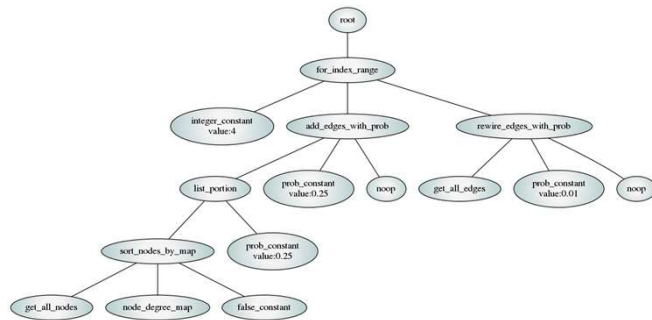 root
for_index_range
integer_constant
value:4
add_edges_with_prob
rewire_edges_with_prob
list_portion
prob_constant
value:0.25
noop
get_all_edges
prob_constant
value:0.01
noop
sort_nodes_by_map
prob_constant
value:0.25
get_all_nodes
node_degree_map
false_constant